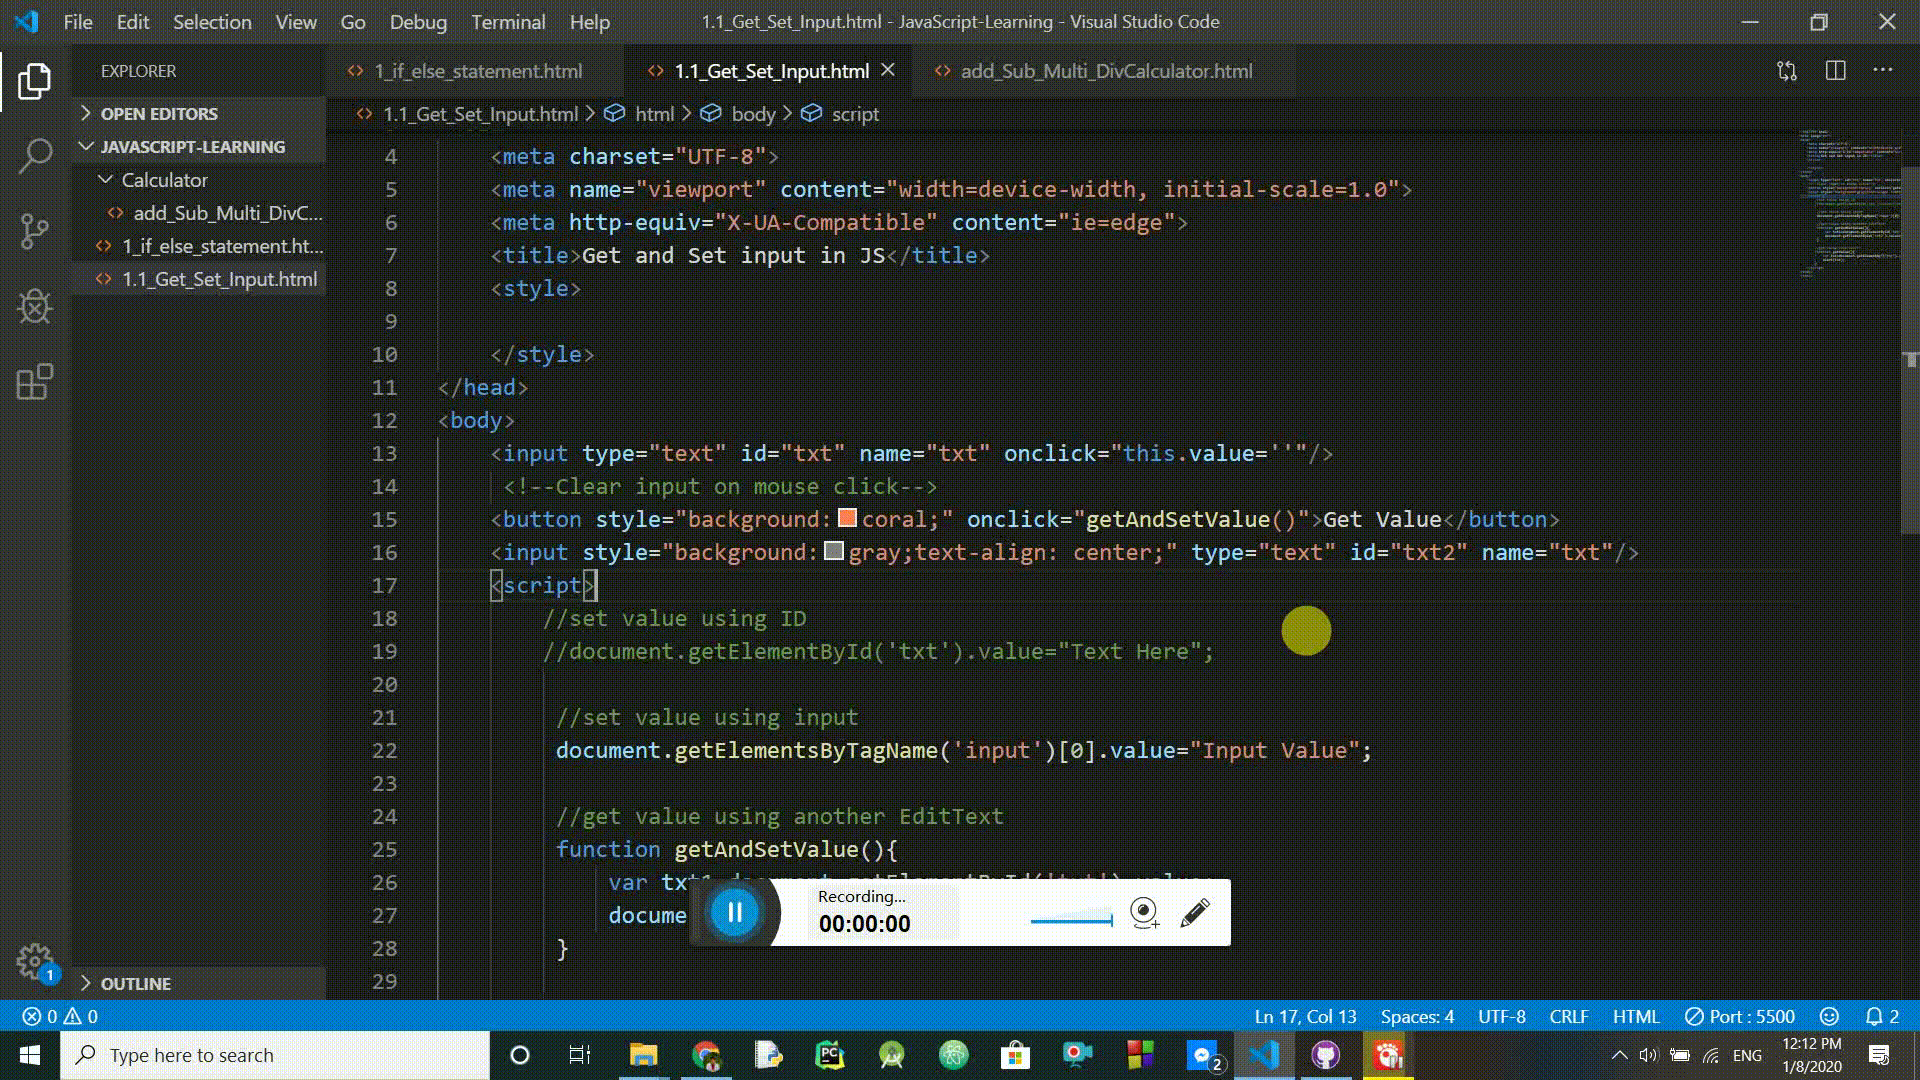 File Edit Selection View Go Debug Terminal Help
1.1_Get_Set_Input.html - JavaScript-Learning - Visual Studio Code
EXPLORER
OPEN EDITORS
JAVASCRIPT-LEARNING
Calculator
add_Sub_Multi_DivC...
1_if_else_statement.ht...
1.1_Get_Set_Input.html
OUTLINE
1
1_if_else_statement.html
1.1_Get_Set_Input.html
add_Sub_Multi_DivCalculator.html
1.1_Get_Set_Input.html > html > body > script
4 <meta charset="UTF-8">
5 <meta name="viewport" content="width=device-width, initial-scale=1.0">
6 <meta http-equiv="X-UA-Compatible" content="ie=edge">
7 <title>Get and Set input in JS</title>
8 <style>
9
10 </style>
11 </head>
12 <body>
13 <input type="text" id="txt" name="txt" onclick="this.value=''"/>
14 <!--Clear input on mouse click-->
15 <button style="background:coral;" onclick="getAndSetValue()">Get Value</button>
16 <input style="background:gray;text-align: center;" type="text" id="txt2" name="txt"/>
17 <script>
18 //set value using ID
19 //document.getElementById('txt').value="Text Here";
20
21 //set value using input
22 document.getElementsByTagName('input')[0].value="Input Value";
23
24 //get value using another EditText
25 function getAndSetValue(){
26 var
27 docume
28 }
29
Recording...
00:00:00
0 0
Ln 17, Col 13 Spaces: 4 UTF-8 CRLF HTML Port : 5500 2
Type here to search
PC
2
ENG
12:12 PM
1/8/2020